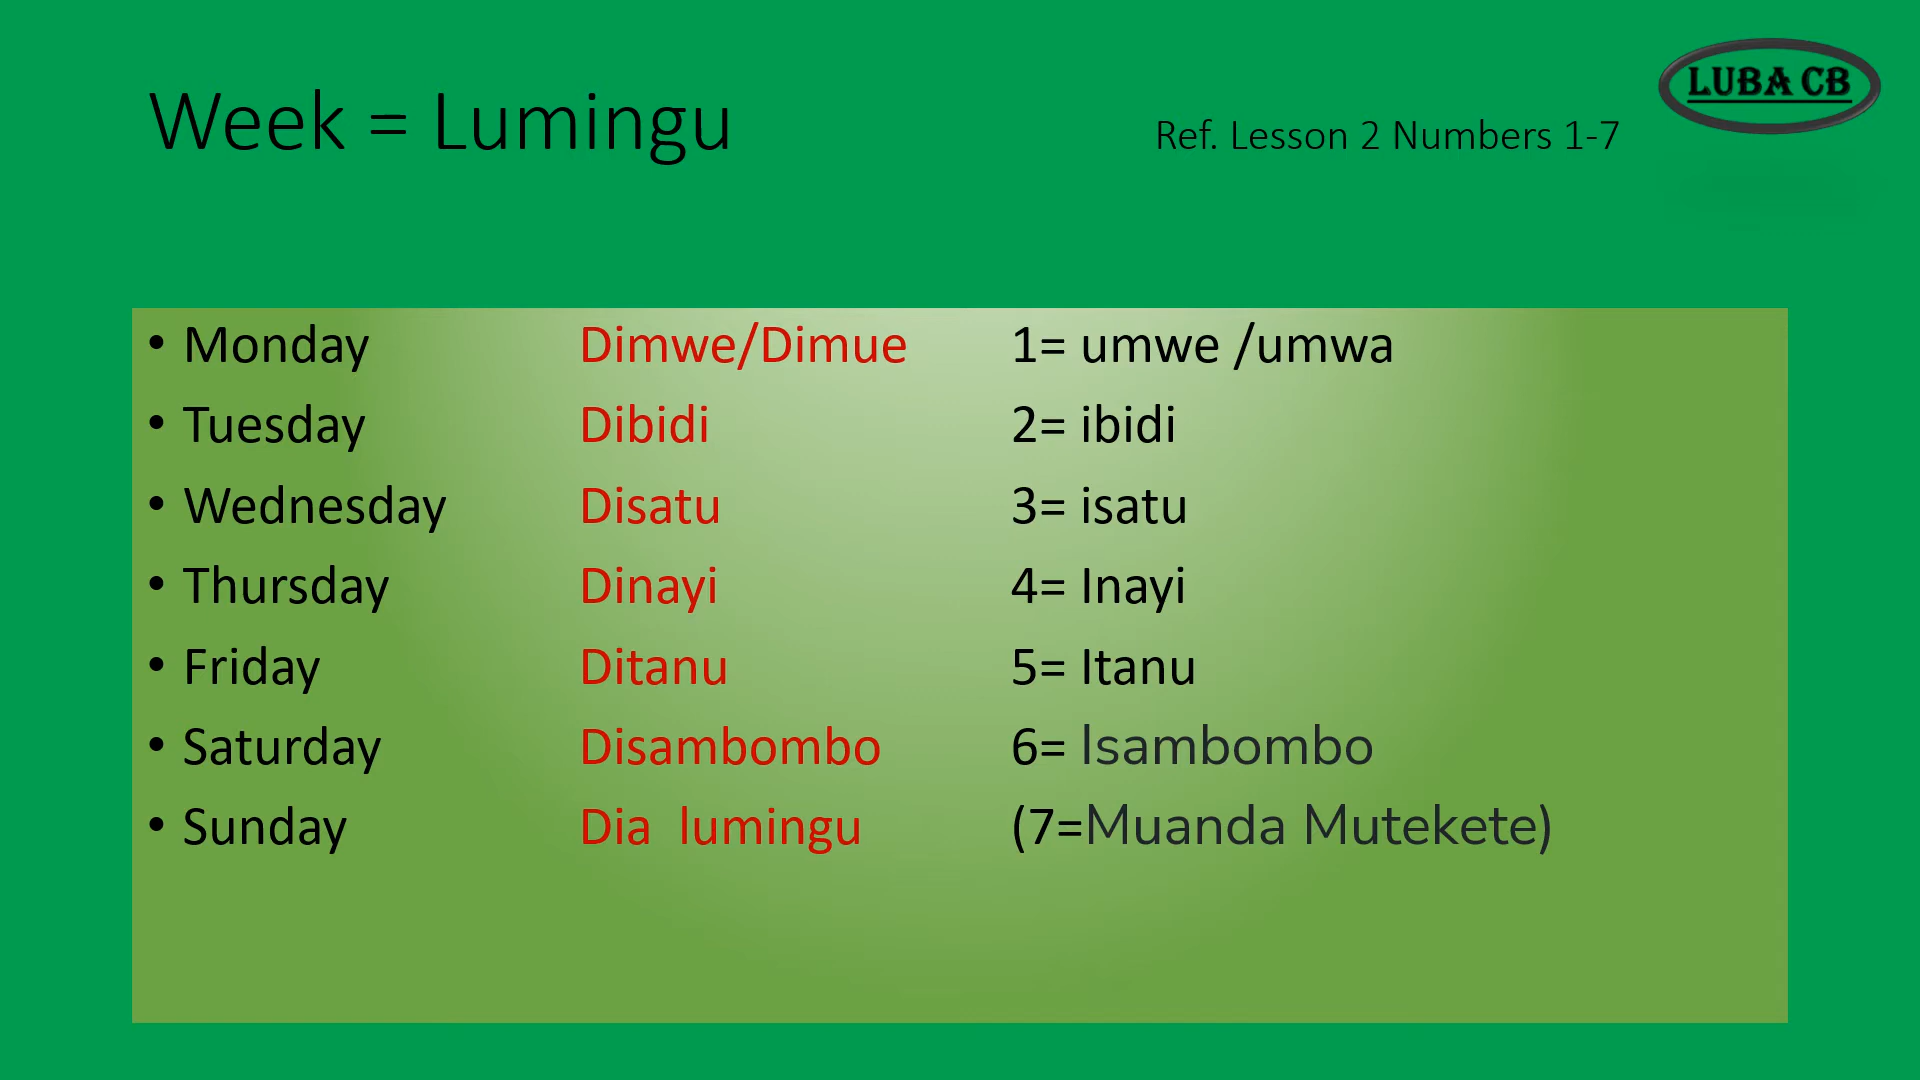 LUBA CB
Week = Lumingu
Ref. Lesson 2 Numbers 1-7
• Monday Dimwe/Dimue 1= umwe /umwa
• Tuesday Dibidi 2= ibidi
• Wednesday Disatu 3= isatu
• Thursday Dinayi 4= Inayi
• Friday Ditanu 5= Itanu
• Saturday Disambombo 6= Isambombo
• Sunday Dia lumingu (7=Muanda Mutekete)